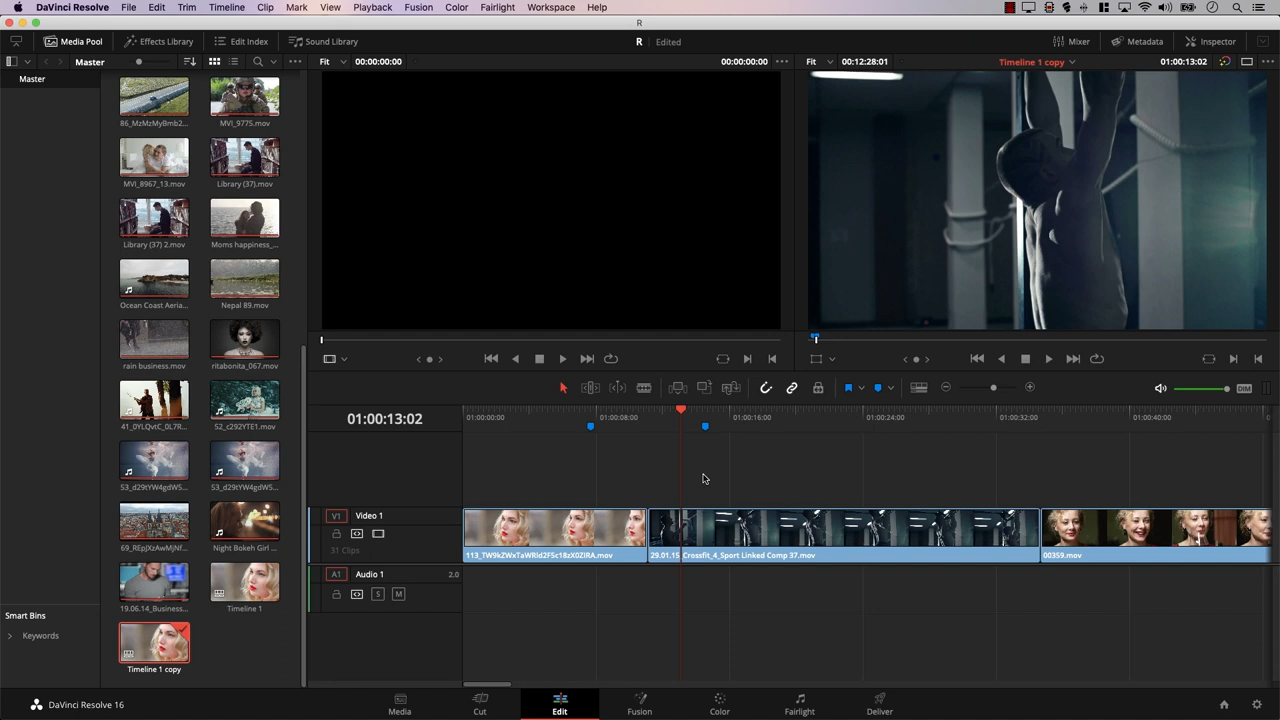 DaVinci Resolve File Edit Trim Timeline Clip Mark View Playback Fusion Color Fairlight Workspace Help
R
Media Pool Effects Library Edit Index Sound Library R Edited Mixer Metadata Inspector
Master Fit 00:00:00:00 00:00:00:00 Fit 00:12:28:01 Timeline 1 copy 01:00:13:02
Master
86_MzMzMyBmb2... MVI_9775.mov
MVI_8967_13.mov Library (37).mov
Library (37) 2.mov Moms happiness_...
Ocean Coast Aeria... Nepal 89.mov
rain business.mov ritabonita_067.mov
41_0YLQvtC_0L7R... 52_c292YTE1.mov
53_d29tYW4gdW5... 53_d29tYW4gdW5...
69_REpJXzAwMjNf... Night Bokeh Girl ...
19.06.14_Business... Timeline 1
Timeline 1 copy
Smart Bins
Keywords
DIM
01:00:13:02 01:00:00:00 01:00:08:00 01:00:16:00 01:00:24:00 01:00:32:00 01:00:40:00
V1 Video 1
31 Clips
113_TW9kZWxTaWRld2F5c18zX0ZIRA.mov 29.01.15 Crossfit_4_Sport Linked Comp 37.mov 00359.mov
A1 Audio 1 2.0
S M
DaVinci Resolve 16 Media Cut Edit Fusion Color Fairlight Deliver